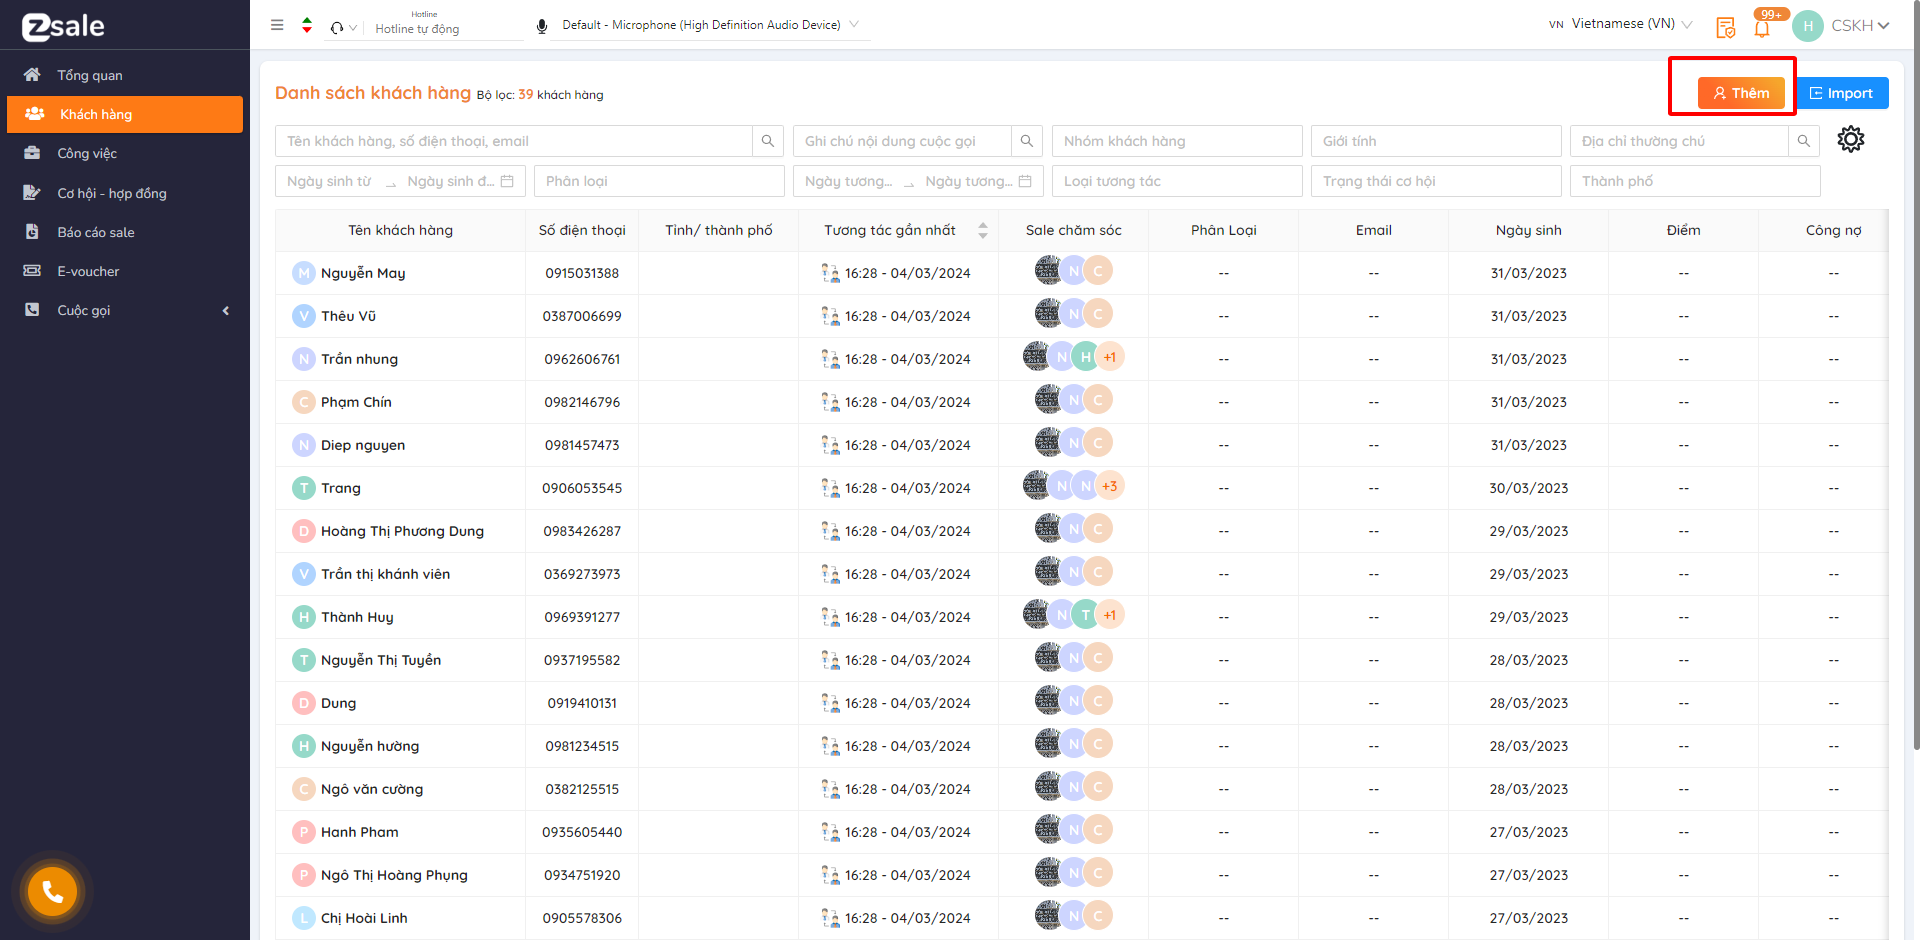 zsale
Hotline
Hotline tự động
Default - Microphone (High Definition Audio Device)
VN Vietnamese (VN)
99+
H CSKH
Tổng quan
Khách hàng
Công việc
Cơ hội - hợp đồng
Báo cáo sale
E-voucher
Cuộc gọi
Danh sách khách hàng Bộ lọc: 39 khách hàng
Thêm
Import
Tên khách hàng, số điện thoại, email
Ghi chú nội dung cuộc gọi
Nhóm khách hàng
Giới tính
Địa chỉ thường chú
Ngày sinh từ
Ngày sinh đ...
Phân loại
Ngày tương...
Ngày tương...
Loại tương tác
Trạng thái cơ hội
Thành phố
Tên khách hàng Số điện thoại Tỉnh/ thành phố Tương tác gần nhất Sale chăm sóc Phân Loại Email Ngày sinh Điểm Công nợ
M Nguyễn May 0915031388 16:28 - 04/03/2024 N C -- -- 31/03/2023 -- --
V Thêu Vũ 0387006699 16:28 - 04/03/2024 N C -- -- 31/03/2023 -- --
N Trần nhung 0962606761 16:28 - 04/03/2024 N H +1 -- -- 31/03/2023 -- --
C Phạm Chín 0982146796 16:28 - 04/03/2024 N C -- -- 31/03/2023 -- --
N Diep nguyen 0981457473 16:28 - 04/03/2024 N C -- -- 31/03/2023 -- --
T Trang 0906053545 16:28 - 04/03/2024 N N +3 -- -- 30/03/2023 -- --
D Hoàng Thị Phương Dung 0983426287 16:28 - 04/03/2024 N C -- -- 29/03/2023 -- --
V Trần thị khánh viên 0369273973 16:28 - 04/03/2024 N C -- -- 29/03/2023 -- --
H Thành Huy 0969391277 16:28 - 04/03/2024 N T +1 -- -- 29/03/2023 -- --
T Nguyễn Thị Tuyền 0937195582 16:28 - 04/03/2024 N C -- -- 28/03/2023 -- --
D Dung 0919410131 16:28 - 04/03/2024 N C -- -- 28/03/2023 -- --
H Nguyễn hường 0981234515 16:28 - 04/03/2024 N C -- -- 28/03/2023 -- --
C Ngô văn cường 0382125515 16:28 - 04/03/2024 N C -- -- 28/03/2023 -- --
P Hanh Pham 0935605440 16:28 - 04/03/2024 N C -- -- 27/03/2023 -- --
P Ngô Thị Hoàng Phụng 0934751920 16:28 - 04/03/2024 N C -- -- 27/03/2023 -- --
L Chị Hoài Linh 0905578306 16:28 - 04/03/2024 N C -- -- 27/03/2023 -- --